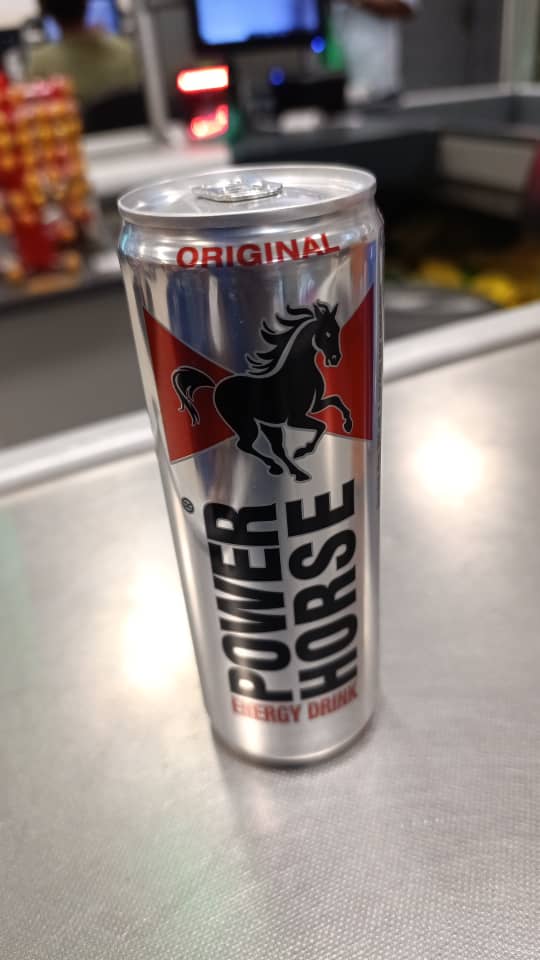 ORIGINAL
®
POWER
HORSE
ENERGY DRINK